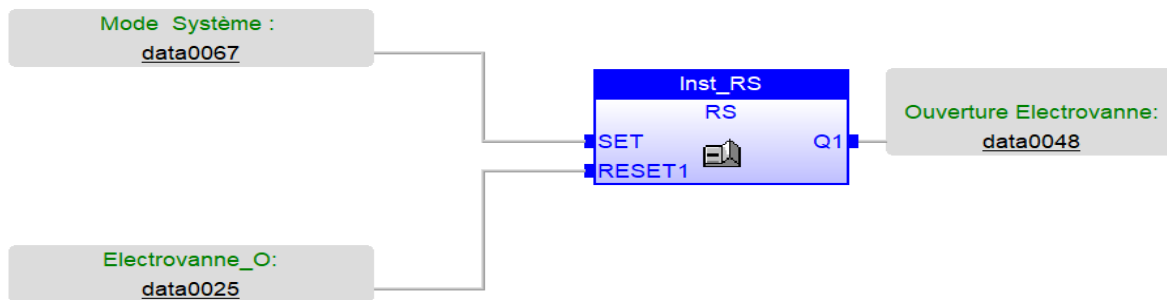 Mode Système :
data0067
Inst_RS
RS
SET
Q1
RESET1
Ouverture Electrovanne:
data0048
Electrovanne_O:
data0025